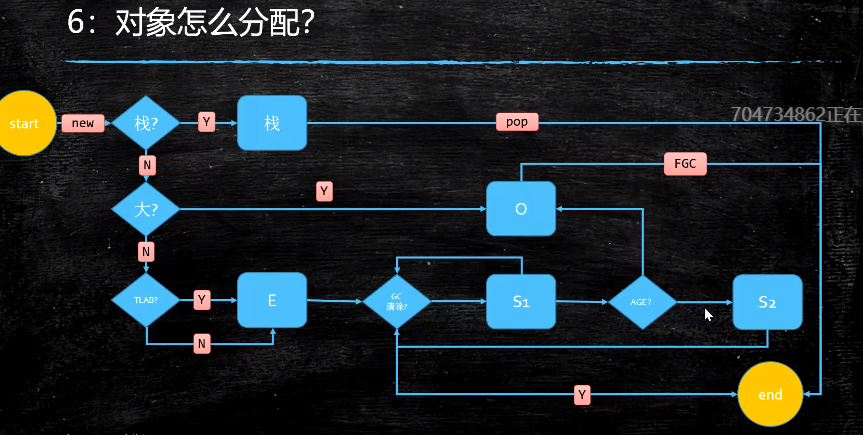 6：对象怎么分配？
704734862正在
start
new
栈?
Y
栈
pop
N
FGC
大?
Y
O
N
TLAB?
Y
E
GC
清除?
S1
AGE?
S2
N
Y
end